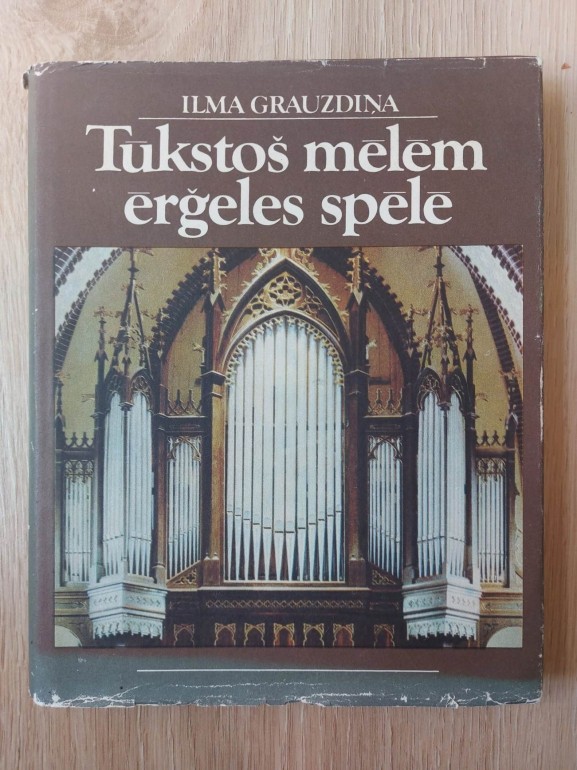 ILMA GRAUZDIŅA
Tūkstoš mēlēm
ērģeles spēlē